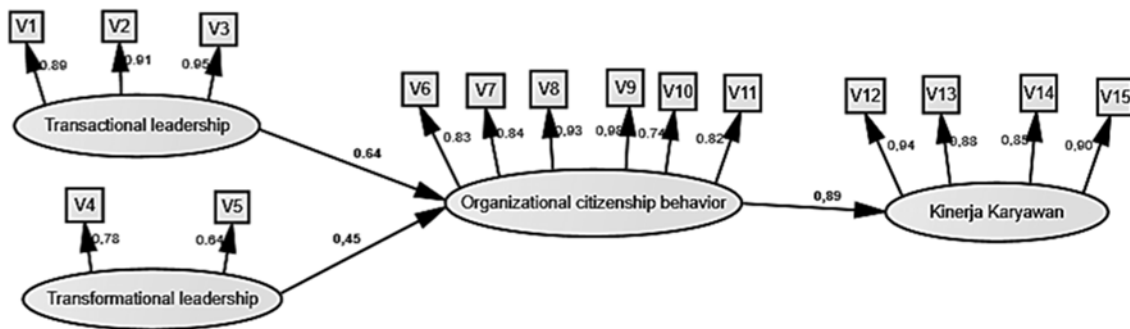 V1 V2 V3
0.89 0.91 0.95
Transactional leadership
V4 V5
0.78 0.64
Transformational leadership
0.64
0,45
V6 V7 V8 V9 V10 V11
0.83 0.84 0.93 0.98 0.74 0.82
Organizational citizenship behavior
0,89
V12 V13 V14 V15
0,94 0,88 0,85 0,90
Kinerja Karyawan